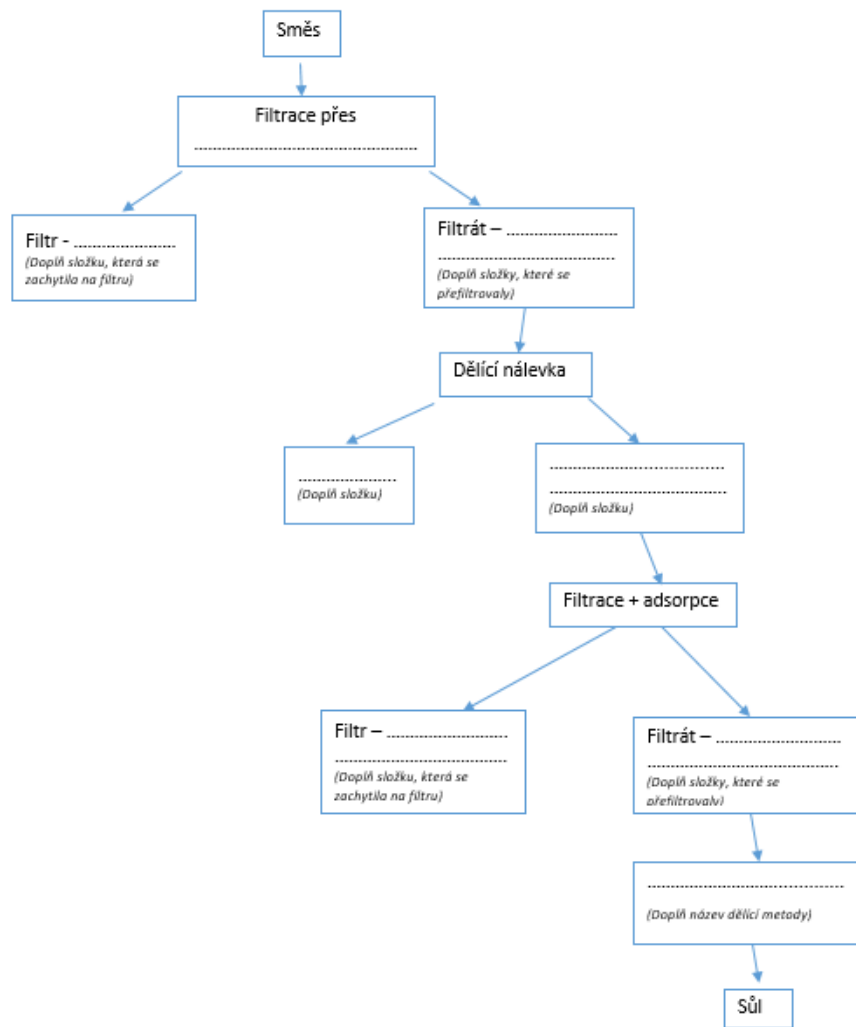 Směs
Filtrace přes
................................................
Filtr - ......................
(Doplň složku, která se
zachytila na filtru)
Filtrát – ........................
......................................
(Doplň složky, které se
přefiltrovaly)
Dělící nálevka
.....................
(Doplň složku)
......................................
......................................
(Doplň složku)
Filtrace + adsorpce
Filtr – ..........................
.....................................
(Doplň složku, která se
zachytila na filtru)
Filtrát – ...........................
.........................................
(Doplň složky, které se
přefiltrovaly)
...........................................
(Doplň název dělící metody)
Sůl